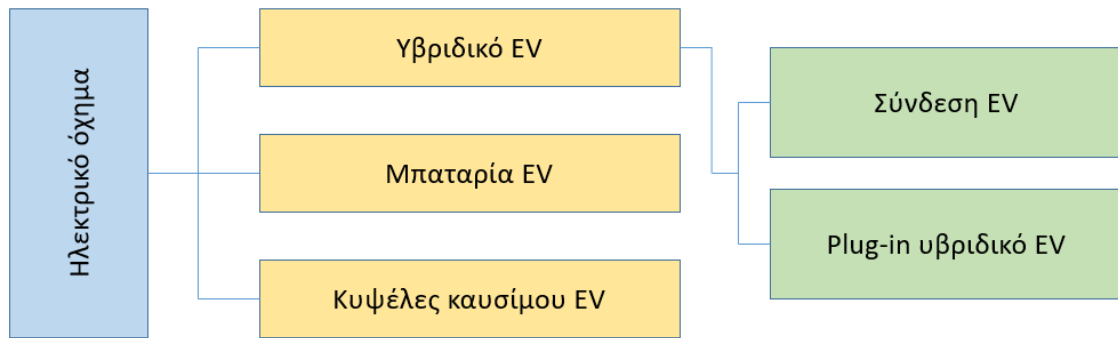 Ηλεκτρικό όχημα
Υβριδικό EV
Μπαταρία EV
Κυψέλες καυσίμου EV
Σύνδεση EV
Plug-in υβριδικό EV